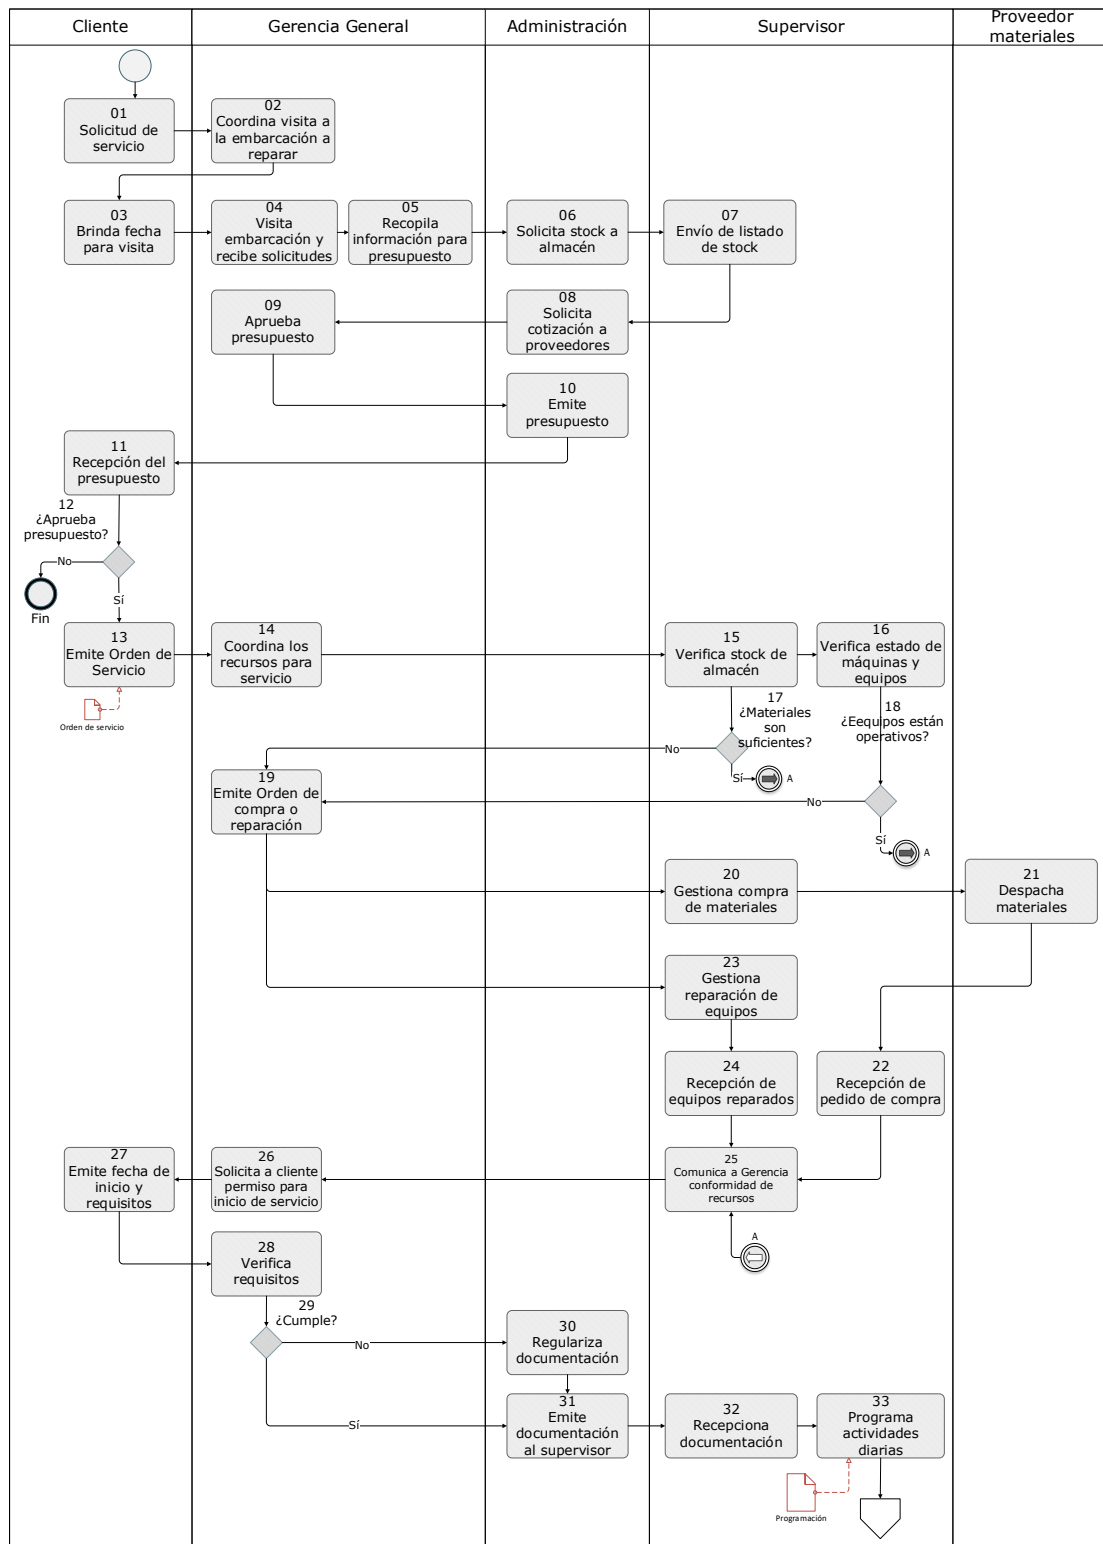 Cliente
Gerencia General
Administración
Supervisor
Proveedor
materiales
01
Solicitud de
servicio
02
Coordina visita a
la embarcación a
reparar
03
Brinda fecha
para visita
04
Visita
embarcación y
recibe solicitudes
05
Recopila
información para
presupuesto
06
Solicita stock a
almacén
07
Envío de listado
de stock
09
Aprueba
presupuesto
08
Solicita
cotización a
proveedores
10
Emite
presupuesto
11
Recepción del
presupuesto
12
¿Aprueba
presupuesto?
No
Sí
Fin
13
Emite Orden de
Servicio
Orden de servicio
14
Coordina los
recursos para
servicio
15
Verifica stock de
almacén
16
Verifica estado de
máquinas y
equipos
17
¿Materiales
son
suficientes?
18
¿Eequipos están
operativos?
No
Sí
A
19
Emite Orden de
compra o
reparación
No
Sí
A
20
Gestiona compra
de materiales
21
Despacha
materiales
23
Gestiona
reparación de
equipos
24
Recepción de
equipos reparados
22
Recepción de
pedido de compra
27
Emite fecha de
inicio y
requisitos
26
Solicita a cliente
permiso para
inicio de servicio
25
Comunica a Gerencia
conformidad de
recursos
A
28
Verifica
requisitos
29
¿Cumple?
No
30
Regulariza
documentación
Sí
31
Emite
documentación
al supervisor
32
Recepciona
documentación
33
Programa
actividades
diarias
Programación